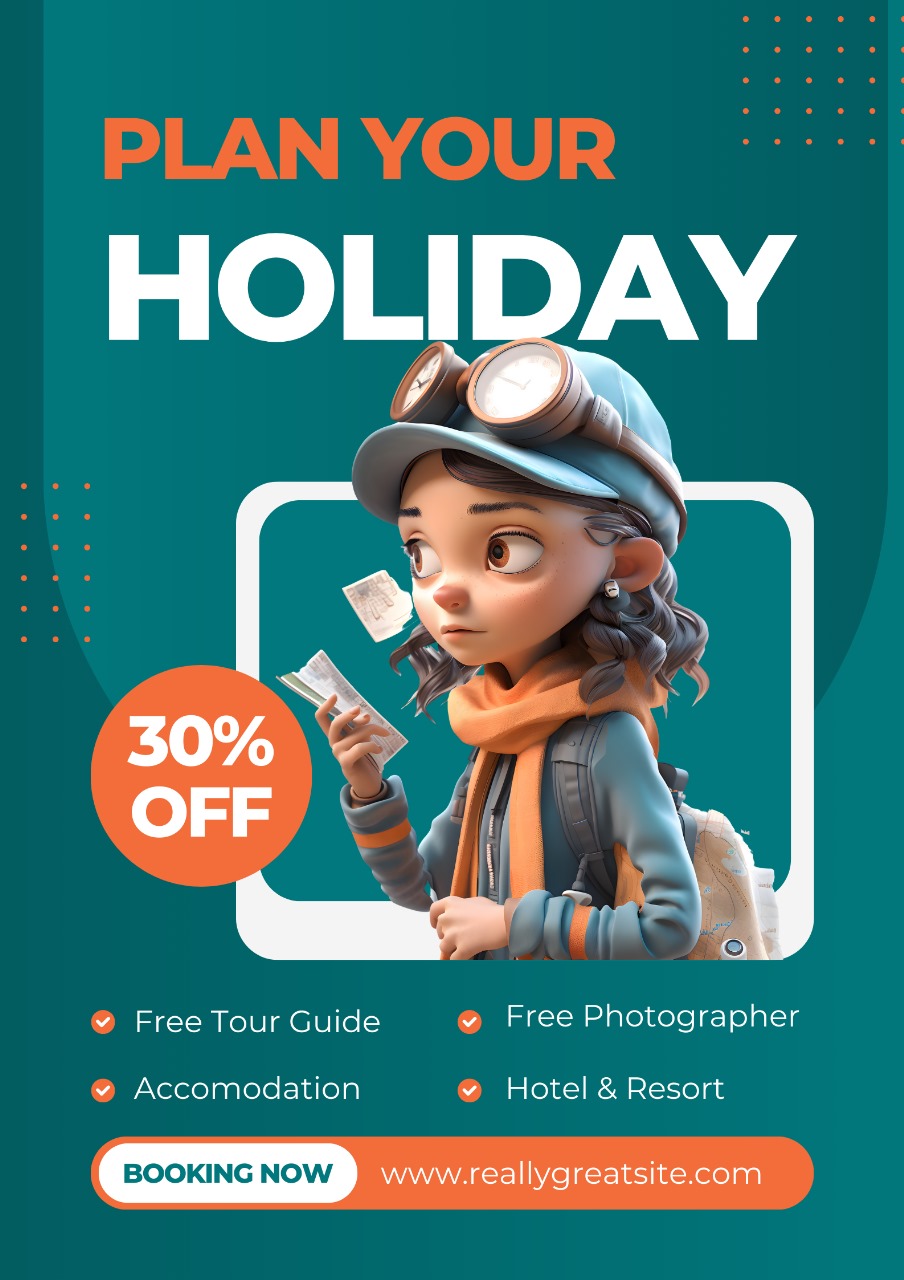 PLAN YOUR
HOLIDAY
30%
OFF
Free Tour Guide
Free Photographer
Accomodation
Hotel & Resort
BOOKING NOW
www.reallygreatsite.com